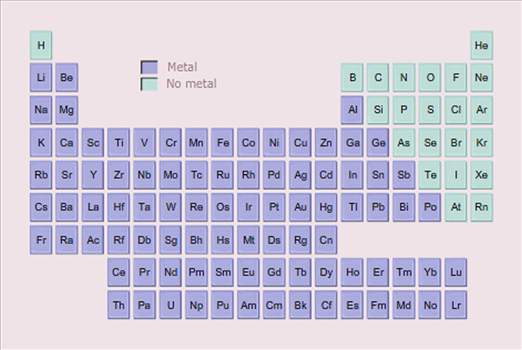 H He
Metal
No metal
Li Be B C N O F Ne
Na Mg Al Si P S Cl Ar
K Ca Sc Ti V Cr Mn Fe Co Ni Cu Zn Ga Ge As Se Br Kr
Rb Sr Y Zr Nb Mo Tc Ru Rh Pd Ag Cd In Sn Sb Te I Xe
Cs Ba La Hf Ta W Re Os Ir Pt Au Hg Tl Pb Bi Po At Rn
Fr Ra Ac Rf Db Sg Bh Hs Mt Ds Rg Cn
Ce Pr Nd Pm Sm Eu Gd Tb Dy Ho Er Tm Yb Lu
Th Pa U Np Pu Am Cm Bk Cf Es Fm Md No Lr